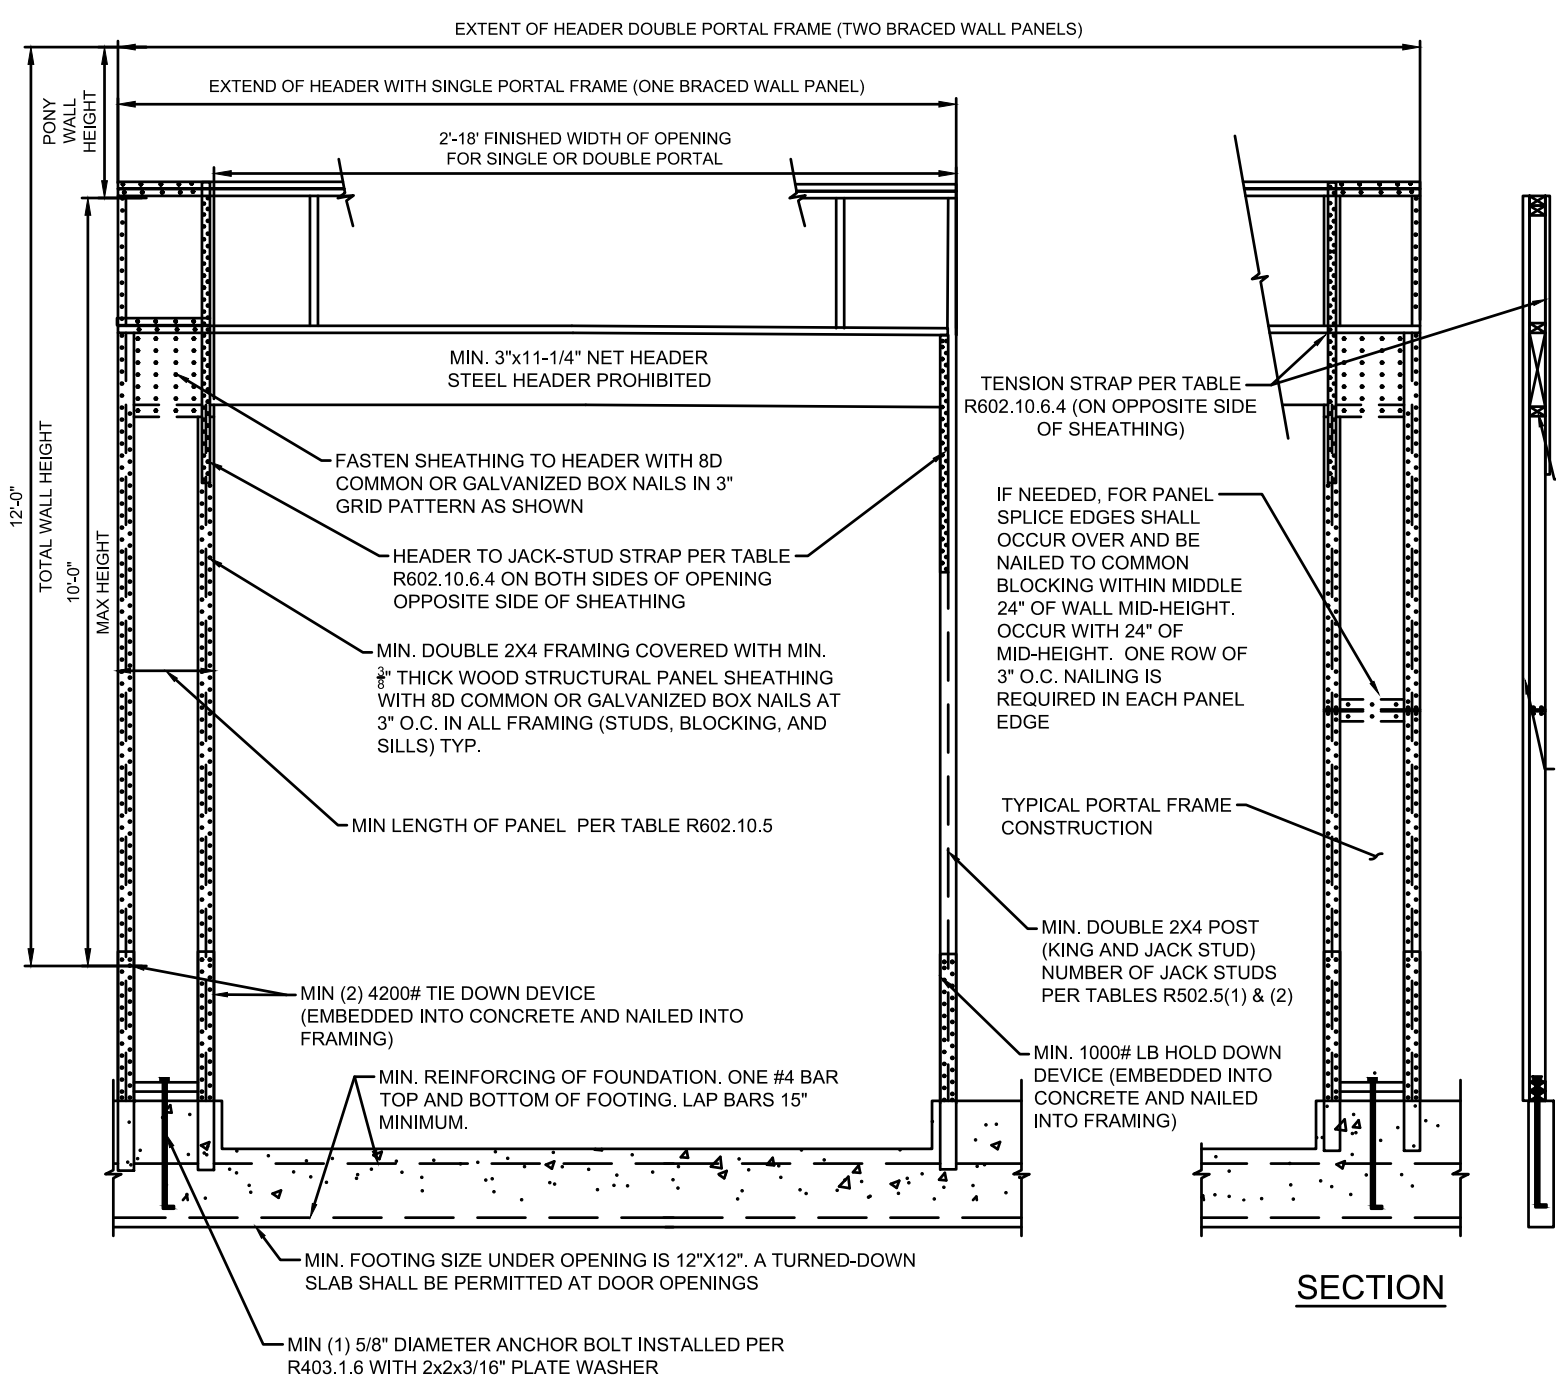 EXTENT OF HEADER DOUBLE PORTAL FRAME (TWO BRACED WALL PANELS)
EXTEND OF HEADER WITH SINGLE PORTAL FRAME (ONE BRACED WALL PANEL)
PONY
WALL
HEIGHT
2'-18' FINISHED WIDTH OF OPENING
FOR SINGLE OR DOUBLE PORTAL
MIN. 3"x11-1/4" NET HEADER
STEEL HEADER PROHIBITED
TENSION STRAP PER TABLE
R602.10.6.4 (ON OPPOSITE SIDE
OF SHEATHING)
12'-0"
TOTAL WALL HEIGHT
10'-0"
MAX HEIGHT
FASTEN SHEATHING TO HEADER WITH 8D
COMMON OR GALVANIZED BOX NAILS IN 3"
GRID PATTERN AS SHOWN
HEADER TO JACK-STUD STRAP PER TABLE
R602.10.6.4 ON BOTH SIDES OF OPENING
OPPOSITE SIDE OF SHEATHING
IF NEEDED, FOR PANEL
SPLICE EDGES SHALL
OCCUR OVER AND BE
NAILED TO COMMON
BLOCKING WITHIN MIDDLE
24" OF WALL MID-HEIGHT.
OCCUR WITH 24" OF
MID-HEIGHT.  ONE ROW OF
3" O.C. NAILING IS
REQUIRED IN EACH PANEL
EDGE
MIN. DOUBLE 2X4 FRAMING COVERED WITH MIN.
3/8" THICK WOOD STRUCTURAL PANEL SHEATHING
WITH 8D COMMON OR GALVANIZED BOX NAILS AT
3" O.C. IN ALL FRAMING (STUDS, BLOCKING, AND
SILLS) TYP.
MIN LENGTH OF PANEL  PER TABLE R602.10.5
TYPICAL PORTAL FRAME
CONSTRUCTION
MIN. DOUBLE 2X4 POST
(KING AND JACK STUD)
NUMBER OF JACK STUDS
PER TABLES R502.5(1) & (2)
MIN (2) 4200# TIE DOWN DEVICE
(EMBEDDED INTO CONCRETE AND NAILED INTO
FRAMING)
MIN. 1000# LB HOLD DOWN
DEVICE (EMBEDDED INTO
CONCRETE AND NAILED
INTO FRAMING)
MIN. REINFORCING OF FOUNDATION. ONE #4 BAR
TOP AND BOTTOM OF FOOTING. LAP BARS 15"
MINIMUM.
MIN. FOOTING SIZE UNDER OPENING IS 12"X12". A TURNED-DOWN
SLAB SHALL BE PERMITTED AT DOOR OPENINGS
SECTION
MIN (1) 5/8" DIAMETER ANCHOR BOLT INSTALLED PER
R403.1.6 WITH 2x2x3/16" PLATE WASHER